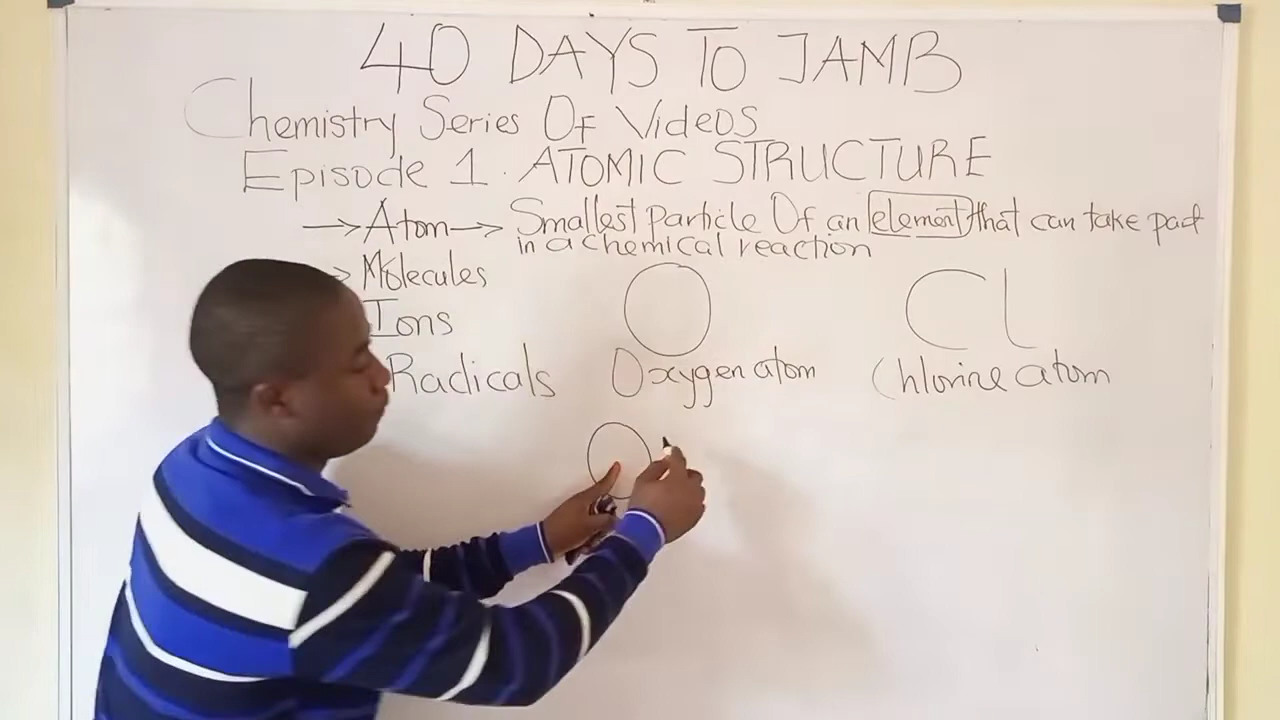 40 DAYS TO JAMB
Chemistry Series Of Videos
Episode 1. ATOMIC STRUCTURE
→ Atom → Smallest particle Of an element that can take part
in a chemical reaction
→ Molecules
Ions
Radicals
O Cl
Oxygen atom Chlorine atom
O